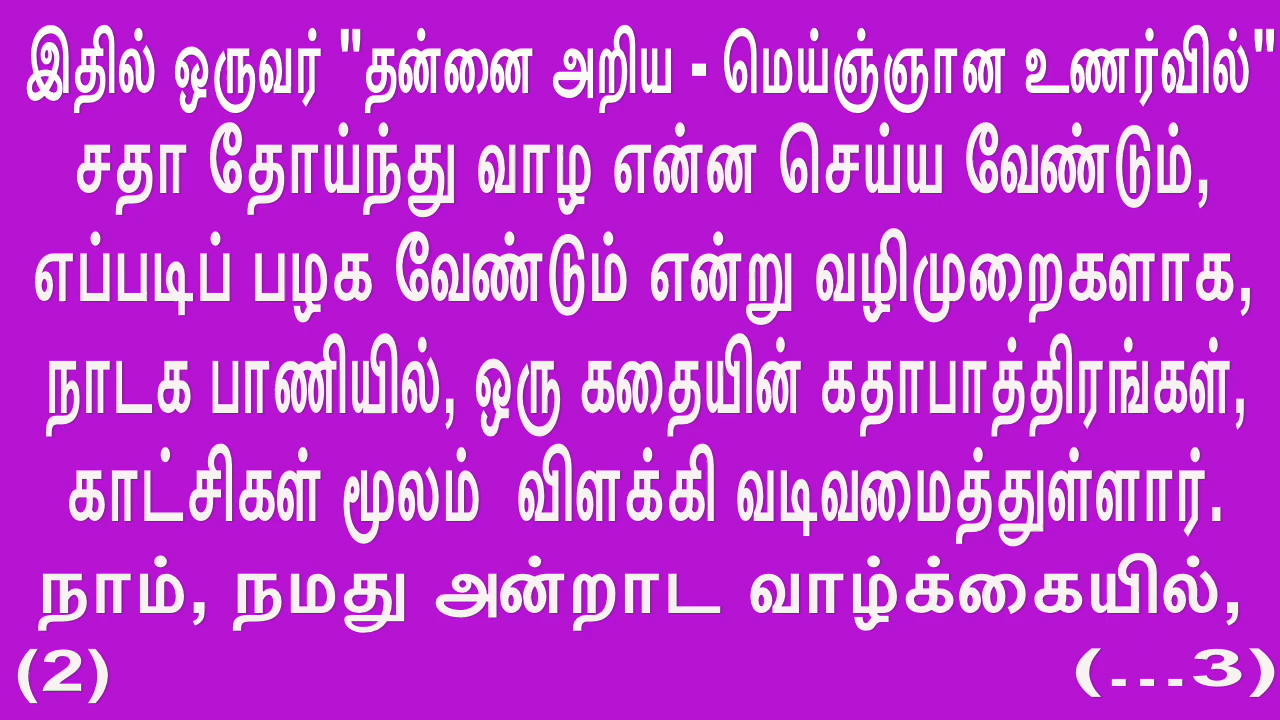 இதில் ஒருவர் "தன்னை அறிய - மெய்ஞ்ஞான உணர்வில்"
சதா தோய்ந்து வாழ என்ன செய்ய வேண்டும்,
எப்படிப் பழக வேண்டும் என்று வழிமுறைகளாக,
நாடக பாணியில், ஒரு கதையின் கதாபாத்திரங்கள்,
காட்சிகள் மூலம் விளக்கி வடிவமைத்துள்ளார்.
நாம், நமது அன்றாட வாழ்க்கையில்,
(2) (...3)